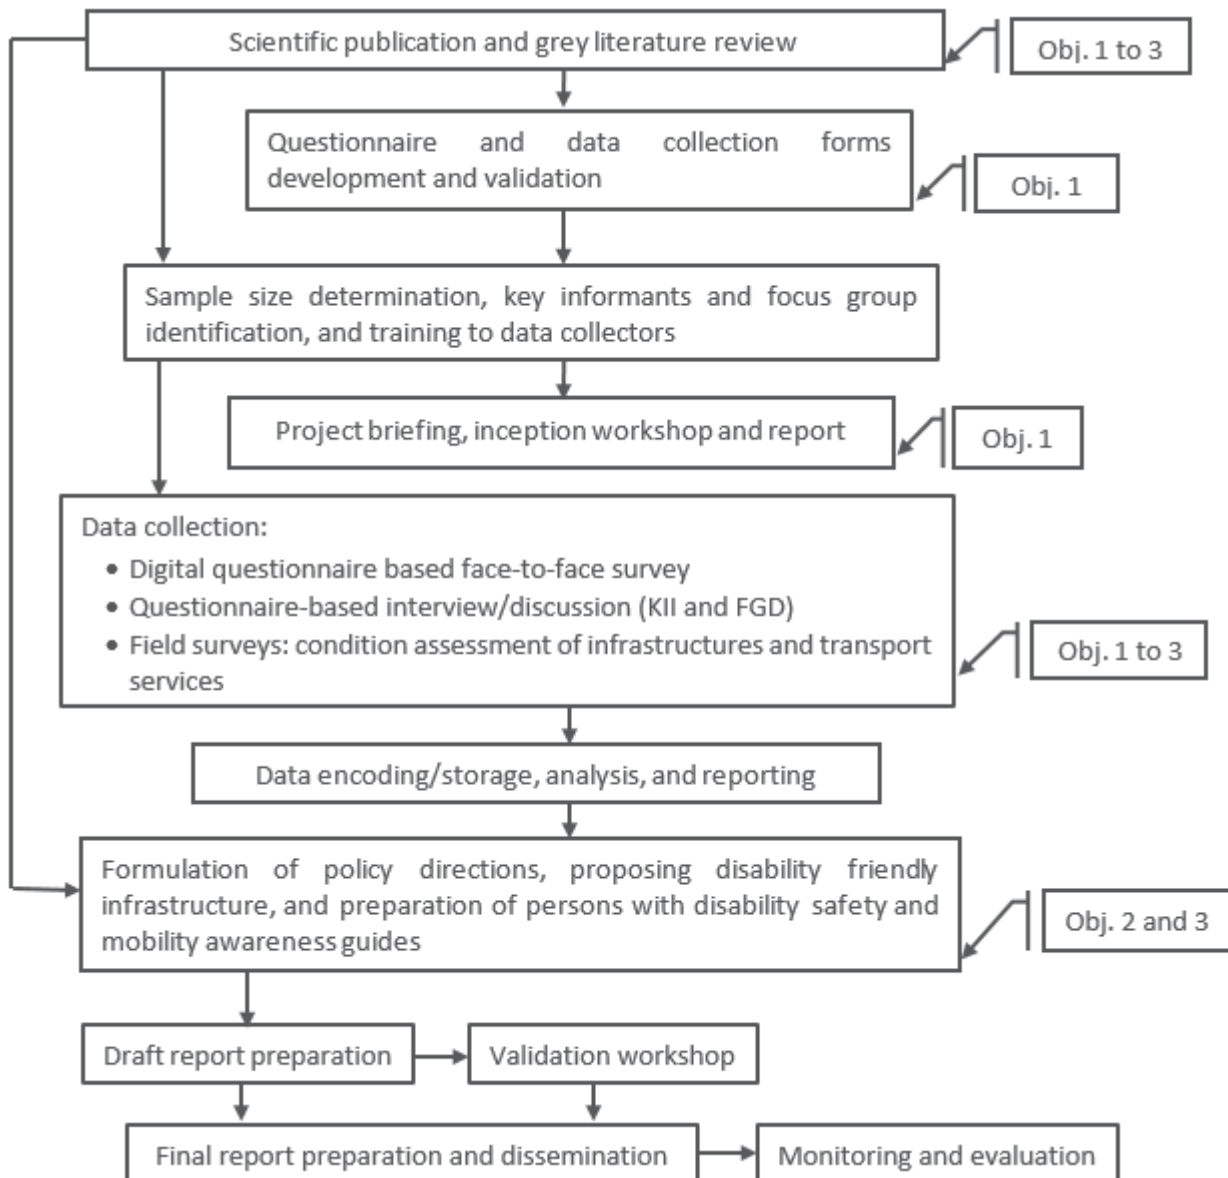 Scientific publication and grey literature review
Obj. 1 to 3
Questionnaire and data collection forms
development and validation
Obj. 1
Sample size determination, key informants and focus group
identification, and training to data collectors
Project briefing, inception workshop and report
Obj. 1
Data collection:
• Digital questionnaire based face-to-face survey
• Questionnaire-based interview/discussion (KII and FGD)
• Field surveys: condition assessment of infrastructures and transport
services
Obj. 1 to 3
Data encoding/storage, analysis, and reporting
Formulation of policy directions, proposing disability friendly
infrastructure, and preparation of persons with disability safety and
mobility awareness guides
Obj. 2 and 3
Draft report preparation
Validation workshop
Final report preparation and dissemination
Monitoring and evaluation